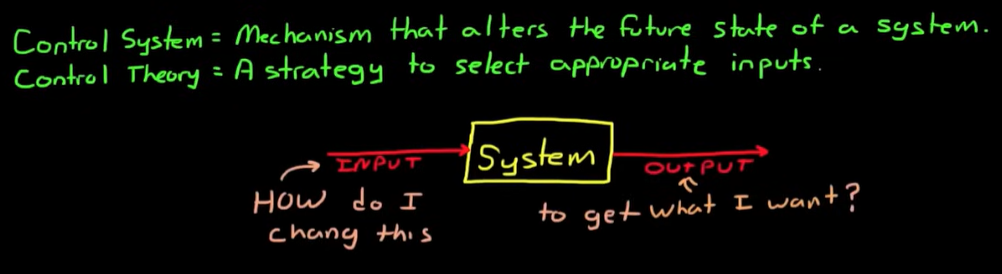 Control System = Mechanism that alters the future state of a system.
Control Theory = A strategy to select appropriate inputs.
INPUT
System
OUTPUT
HOW do I
chang this
to get what I want?